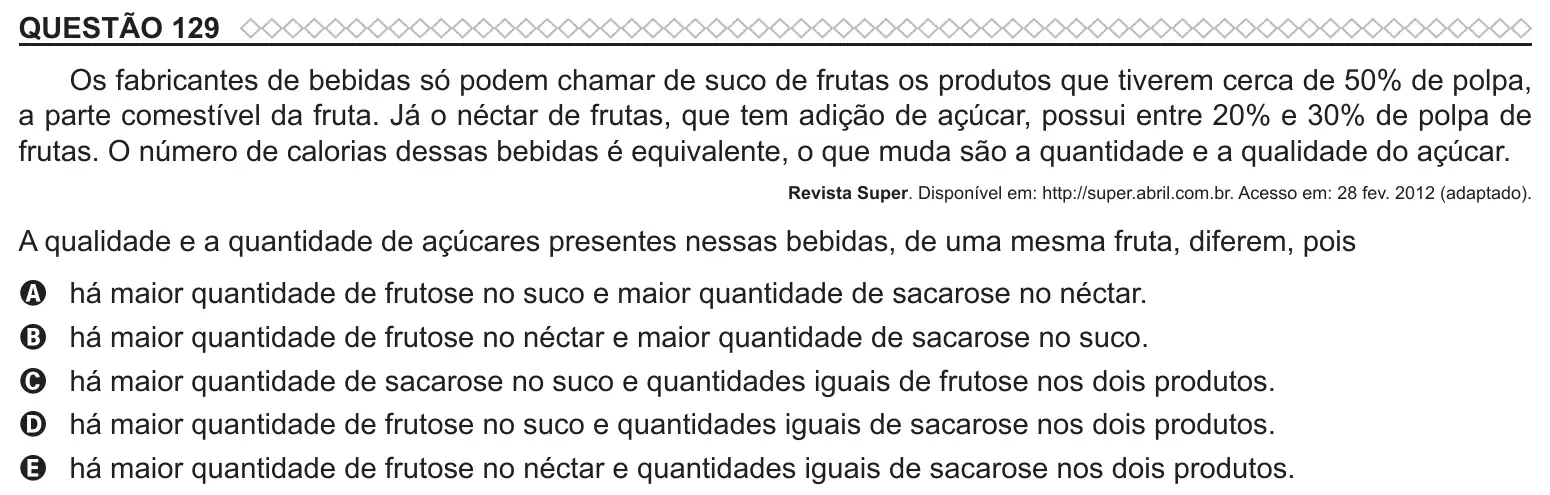 QUESTÃO 129
Os fabricantes de bebidas só podem chamar de suco de frutas os produtos que tiverem cerca de 50% de polpa,
a parte comestível da fruta. Já o néctar de frutas, que tem adição de açúcar, possui entre 20% e 30% de polpa de
frutas. O número de calorias dessas bebidas é equivalente, o que muda são a quantidade e a qualidade do açúcar.
Revista Super. Disponível em: http://super.abril.com.br. Acesso em: 28 fev. 2012 (adaptado).
A qualidade e a quantidade de açúcares presentes nessas bebidas, de uma mesma fruta, diferem, pois
A há maior quantidade de frutose no suco e maior quantidade de sacarose no néctar.
B há maior quantidade de frutose no néctar e maior quantidade de sacarose no suco.
C há maior quantidade de sacarose no suco e quantidades iguais de frutose nos dois produtos.
D há maior quantidade de frutose no suco e quantidades iguais de sacarose nos dois produtos.
E há maior quantidade de frutose no néctar e quantidades iguais de sacarose nos dois produtos.